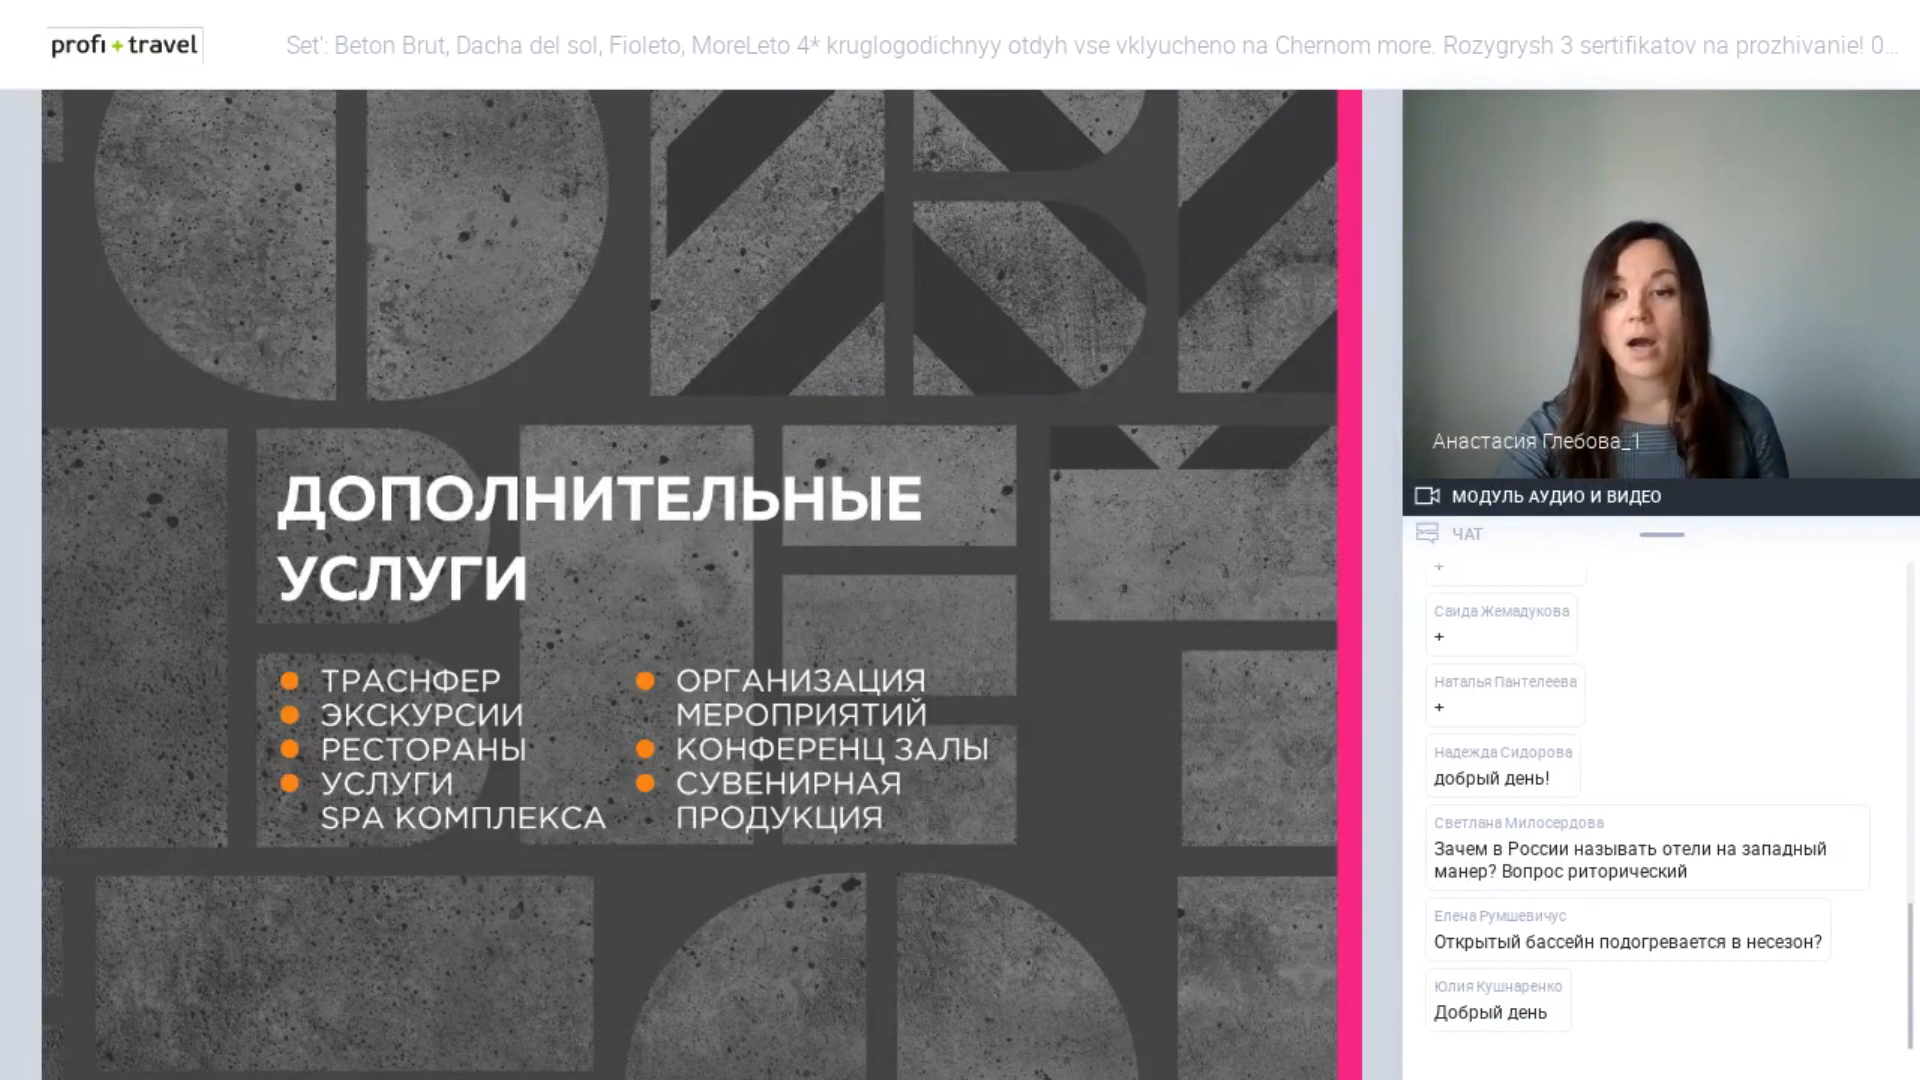 profi + travel
Set': Beton Brut, Dacha del sol, Fioleto, MoreLeto 4* kruglogodichnyy otdyh vse vklyucheno na Chernom more. Rozygrysh 3 sertifikatov na prozhivanie! 0...
ДОПОЛНИТЕЛЬНЫЕ
УСЛУГИ
ТРАСНФЕР
ЭКСКУРСИИ
РЕСТОРАНЫ
УСЛУГИ
SPA КОМПЛЕКСА
ОРГАНИЗАЦИЯ
МЕРОПРИЯТИЙ
КОНФЕРЕНЦ ЗАЛЫ
СУВЕНИРНАЯ
ПРОДУКЦИЯ
Анастасия Глебова_1
МОДУЛЬ АУДИО И ВИДЕО
ЧАТ
+
Саида Жемадукова
+
Наталья Пантелеева
+
Надежда Сидорова
добрый день!
Светлана Милосердова
Зачем в России называть отели на западный
манер? Вопрос риторический
Елена Румшевичус
Открытый бассейн подогревается в несезон?
Юлия Кушнаренко
Добрый день